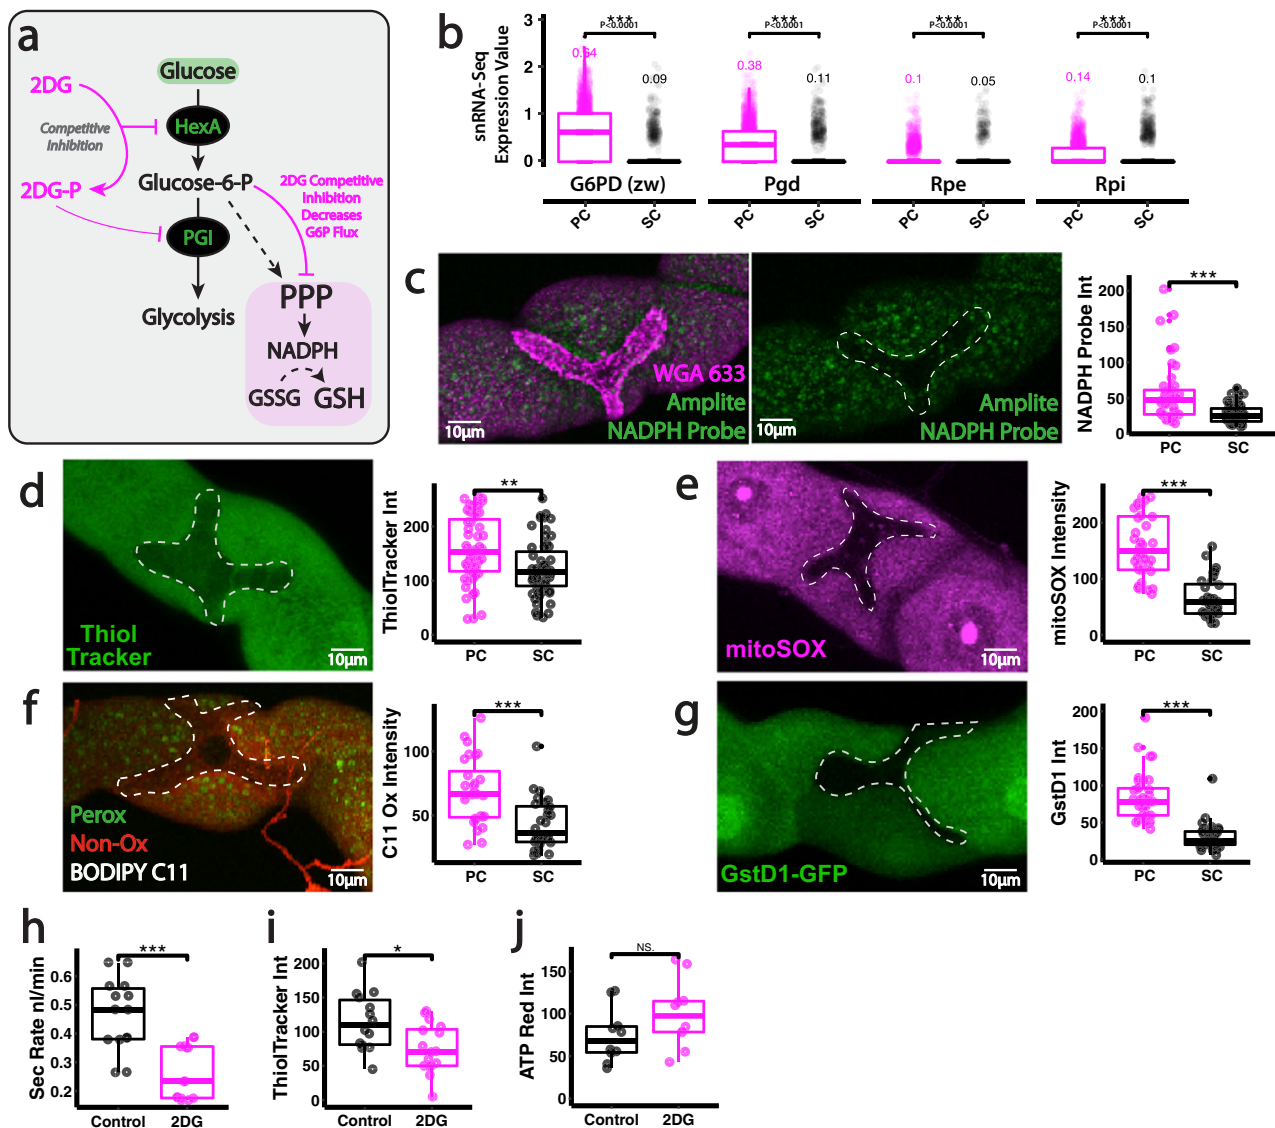 a
Glucose
2DG
HexA
Competitive
Inhibition
2DG-P
Glucose-6-P
2DG Competitive
Inhibition
Decreases
G6P Flux
PGI
PPP
Glycolysis
NADPH
GSSG
GSH
b
snRNA-Seq
Expression Value
3
2
1
0
***
P<0.0001
***
P<0.0001
***
P<0.0001
***
P<0.0001
0.64
0.09
0.38
0.11
0.1
0.05
0.14
0.1
G6PD (zw)
Pgd
Rpe
Rpi
PC
SC
PC
SC
PC
SC
PC
SC
c
WGA 633
Amplite
NADPH Probe
10µm
Amplite
NADPH Probe
10µm
NADPH Probe Int
200
150
100
50
0
***
PC
SC
d
Thiol
Tracker
10µm
ThiolTracker Int
200
100
0
**
PC
SC
e
mitoSOX
10µm
mitoSOX Intensity
200
100
0
***
PC
SC
f
Perox
Non-Ox
BODIPY C11
10µm
C11 Ox Intensity
100
50
***
PC
SC
g
GstD1-GFP
10µm
GstD1 Int
200
150
100
50
0
***
PC
SC
h
Sec Rate nl/min
0.6
0.5
0.4
0.3
0.2
***
Control
2DG
i
ThiolTracker Int
200
150
100
50
0
*
Control
2DG
j
ATP Red Int
150
100
50
0
NS.
Control
2DG